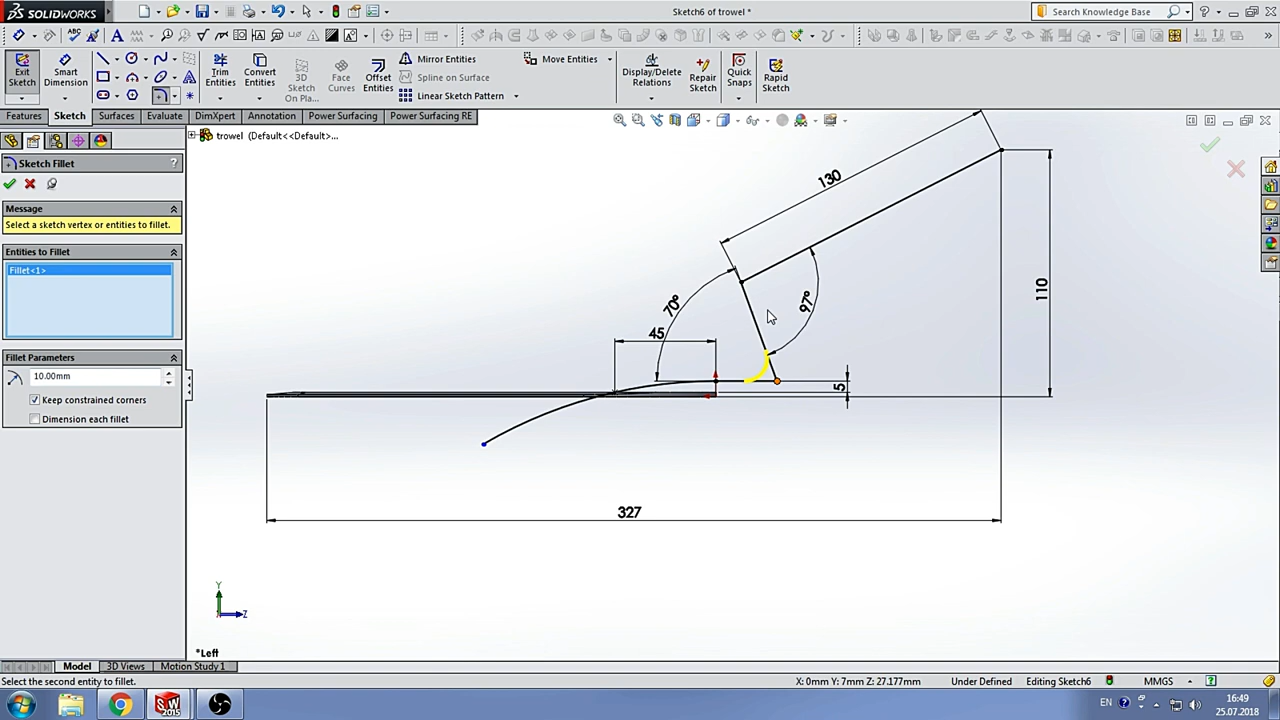 SOLIDWORKS
Sketch6 of trowel *
Search Knowledge Base
Exit Sketch
Smart Dimension
Trim Entities
Convert Entities
3D Sketch On Pla...
Face Curves
Offset Entities
Mirror Entities
Spline on Surface
Linear Sketch Pattern
Move Entities
Display/Delete Relations
Repair Sketch
Quick Snaps
Rapid Sketch
Features Sketch Surfaces Evaluate DimXpert Annotation Power Surfacing Power Surfacing RE
trowel (Default<<Default>...
Sketch Fillet ?
Message
Select a sketch vertex or entities to fillet.
Entities to Fillet
Fillet<1>
Fillet Parameters
10.00mm
Keep constrained corners
Dimension each fillet
130
110
70°
97°
45
5
327
Y
Z
*Left
Model 3D Views Motion Study 1
Select the second entity to fillet.
X: 0mm Y: 7mm Z: 27.177mm Under Defined Editing Sketch6 MMGS
SW
2015
EN
16:49
25.07.2018